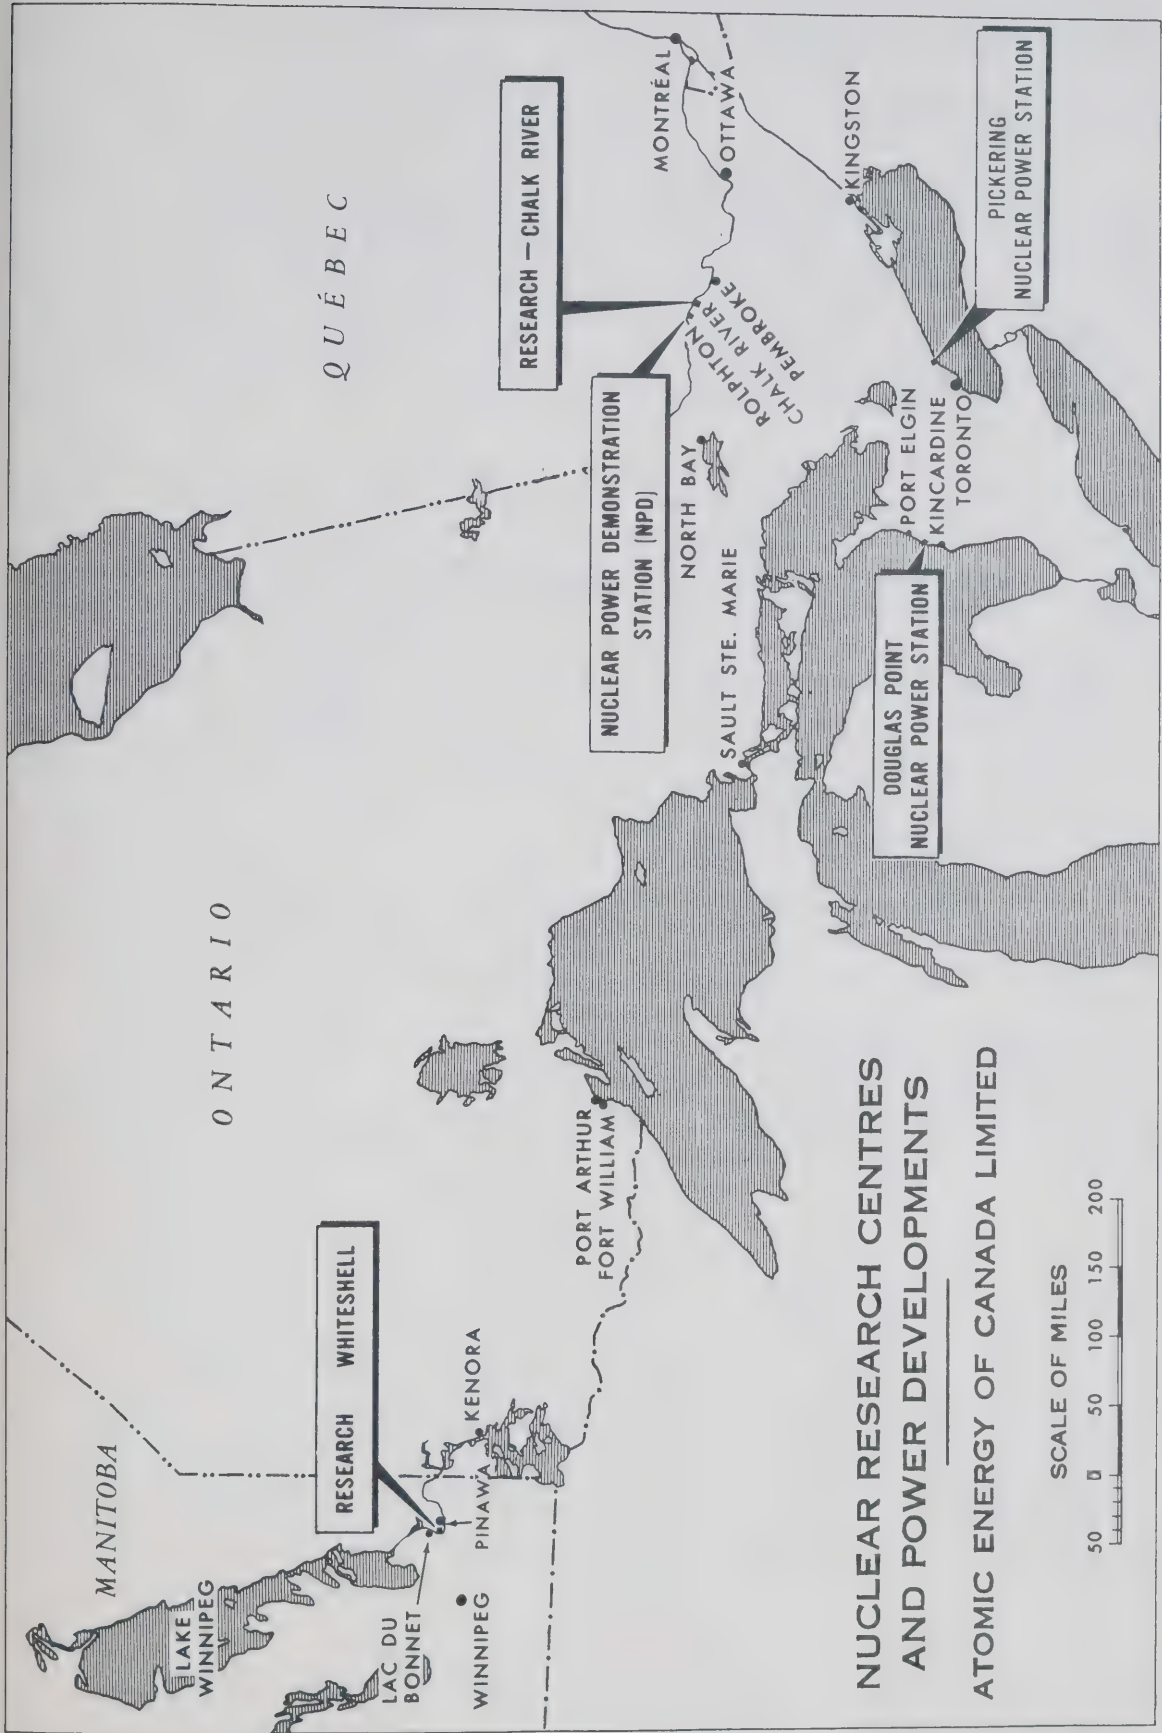 MANITOBA
ONTARIO
QUÉBEC
LAKE
WINNIPEG
RESEARCH WHITESHELL
LAC DU
BONNET
PINAWA
KENORA
WINNIPEG
PORT ARTHUR
FORT WILLIAM
RESEARCH — CHALK RIVER
NUCLEAR POWER DEMONSTRATION
STATION (NPD)
MONTRÉAL
OTTAWA
ROLPHTON
CHALK RIVER
PEMBROKE
NORTH BAY
SAULT STE. MARIE
KINGSTON
PORT ELGIN
KINCARDINE
TORONTO
DOUGLAS POINT
NUCLEAR POWER STATION
PICKERING
NUCLEAR POWER STATION
NUCLEAR RESEARCH CENTRES
AND POWER DEVELOPMENTS
ATOMIC ENERGY OF CANADA LIMITED
SCALE OF MILES
50 0 50 100 150 200